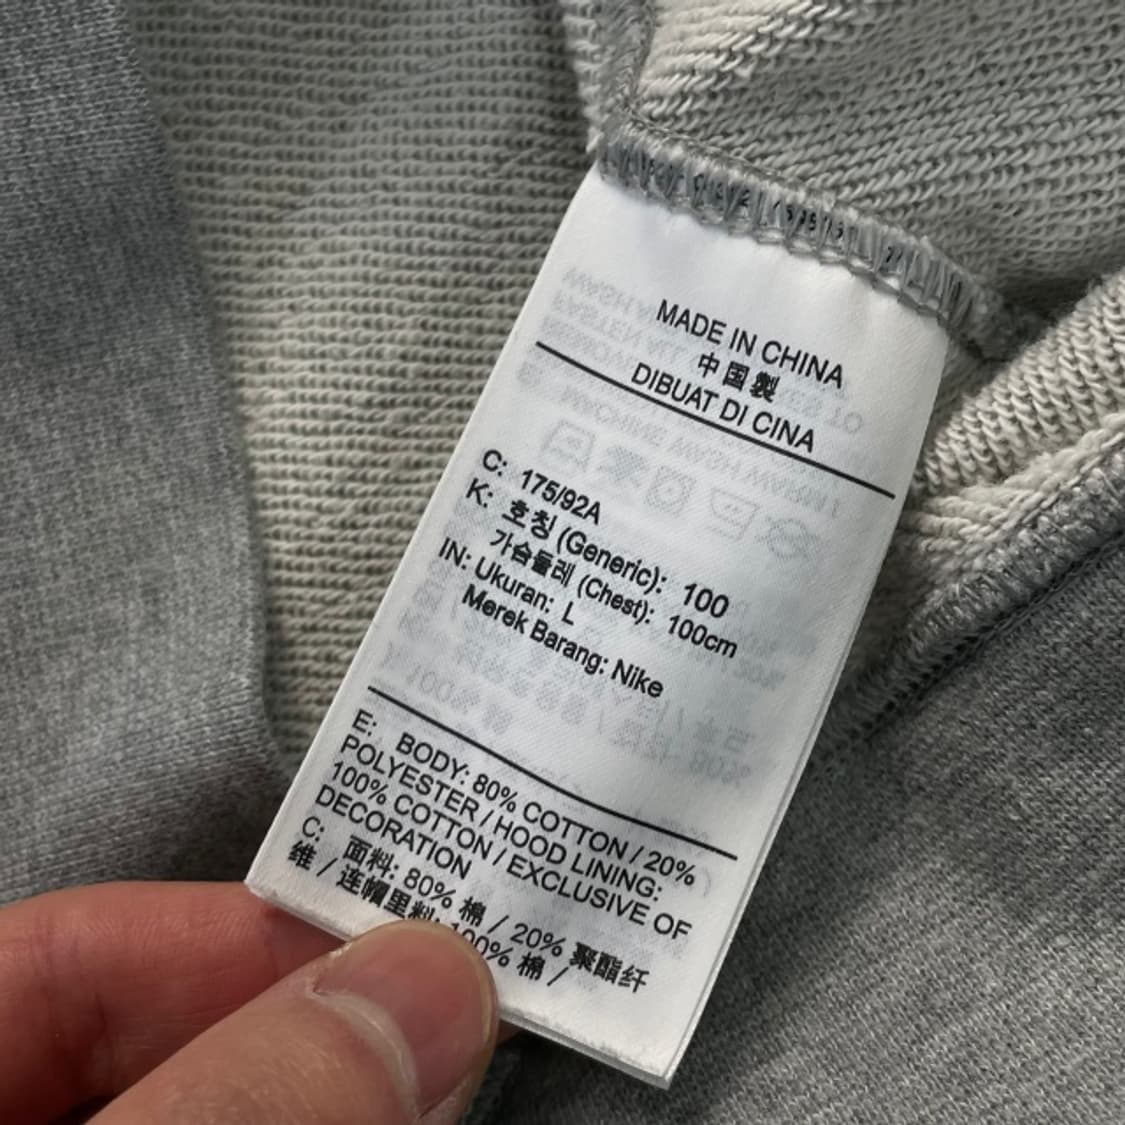 MADE IN CHINA
中国製
DIBUAT DI CINA
C: 175/92A
K: 호칭 (Generic): 100
가슴둘레 (Chest): 100cm
IN: Ukuran: L
Merek Barang: Nike
E: BODY: 80% COTTON / 20%
POLYESTER / HOOD LINING:
100% COTTON / EXCLUSIVE OF
DECORATION
C: 面料: 80% 棉 / 20% 聚酯纤
维 / 连帽里料: 100% 棉 /